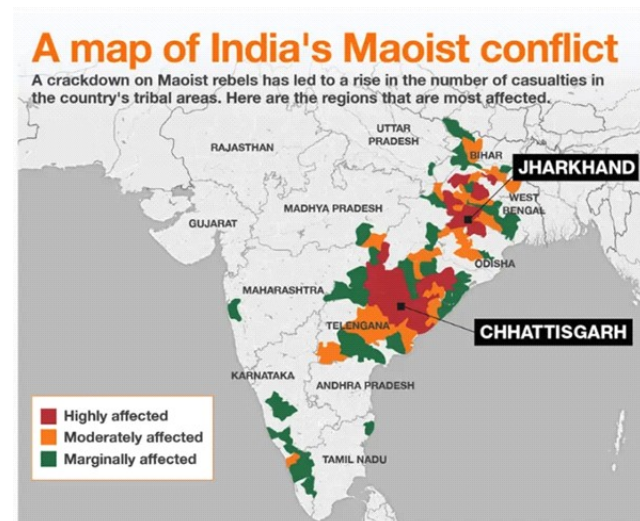 A map of India's Maoist conflict
A crackdown on Maoist rebels has led to a rise in the number of casualties in
the country's tribal areas. Here are the regions that are most affected.
UTTAR
PRADESH
RAJASTHAN
BIHAR
JHARKHAND
WEST
BENGAL
MADHYA PRADESH
GUJARAT
ODISHA
MAHARASHTRA
TELENGANA
CHHATTISGARH
KARNATAKA
ANDHRA PRADESH
Highly affected
Moderately affected
Marginally affected
TAMIL NADU